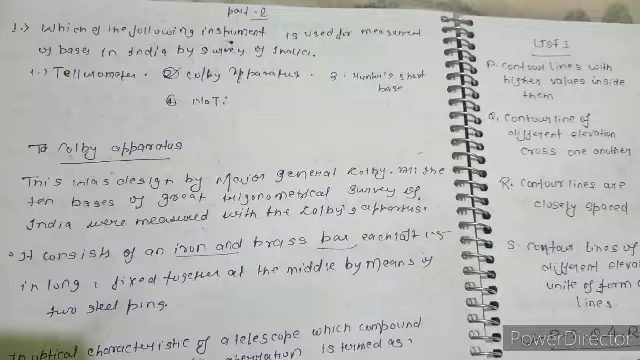 part-2
1.) Which of the following instrument is used for measurement
of bases in India by survey of India.
1.) Tellurometer. 2) Colby apparatus. 3. Hunter's short
base
4) NOT.
Colby apparatus
This was design by Major general Colby. All the
ten bases of great trigonometrical survey of
India were measured with the Colby's apparatus.
It consists of an iron and brass bar each
in long : fixed together at the middle by means of
two steel pins.
optical characteristic of a telescope which compound
is termed as:
LIST I
P. contour lines with
higher values inside
them
Q. contour line of
different elevation
cross one another
R. contour lines are
closely spaced
S. contour lines of
different eleva
unite of form
lines.
PowerDirector